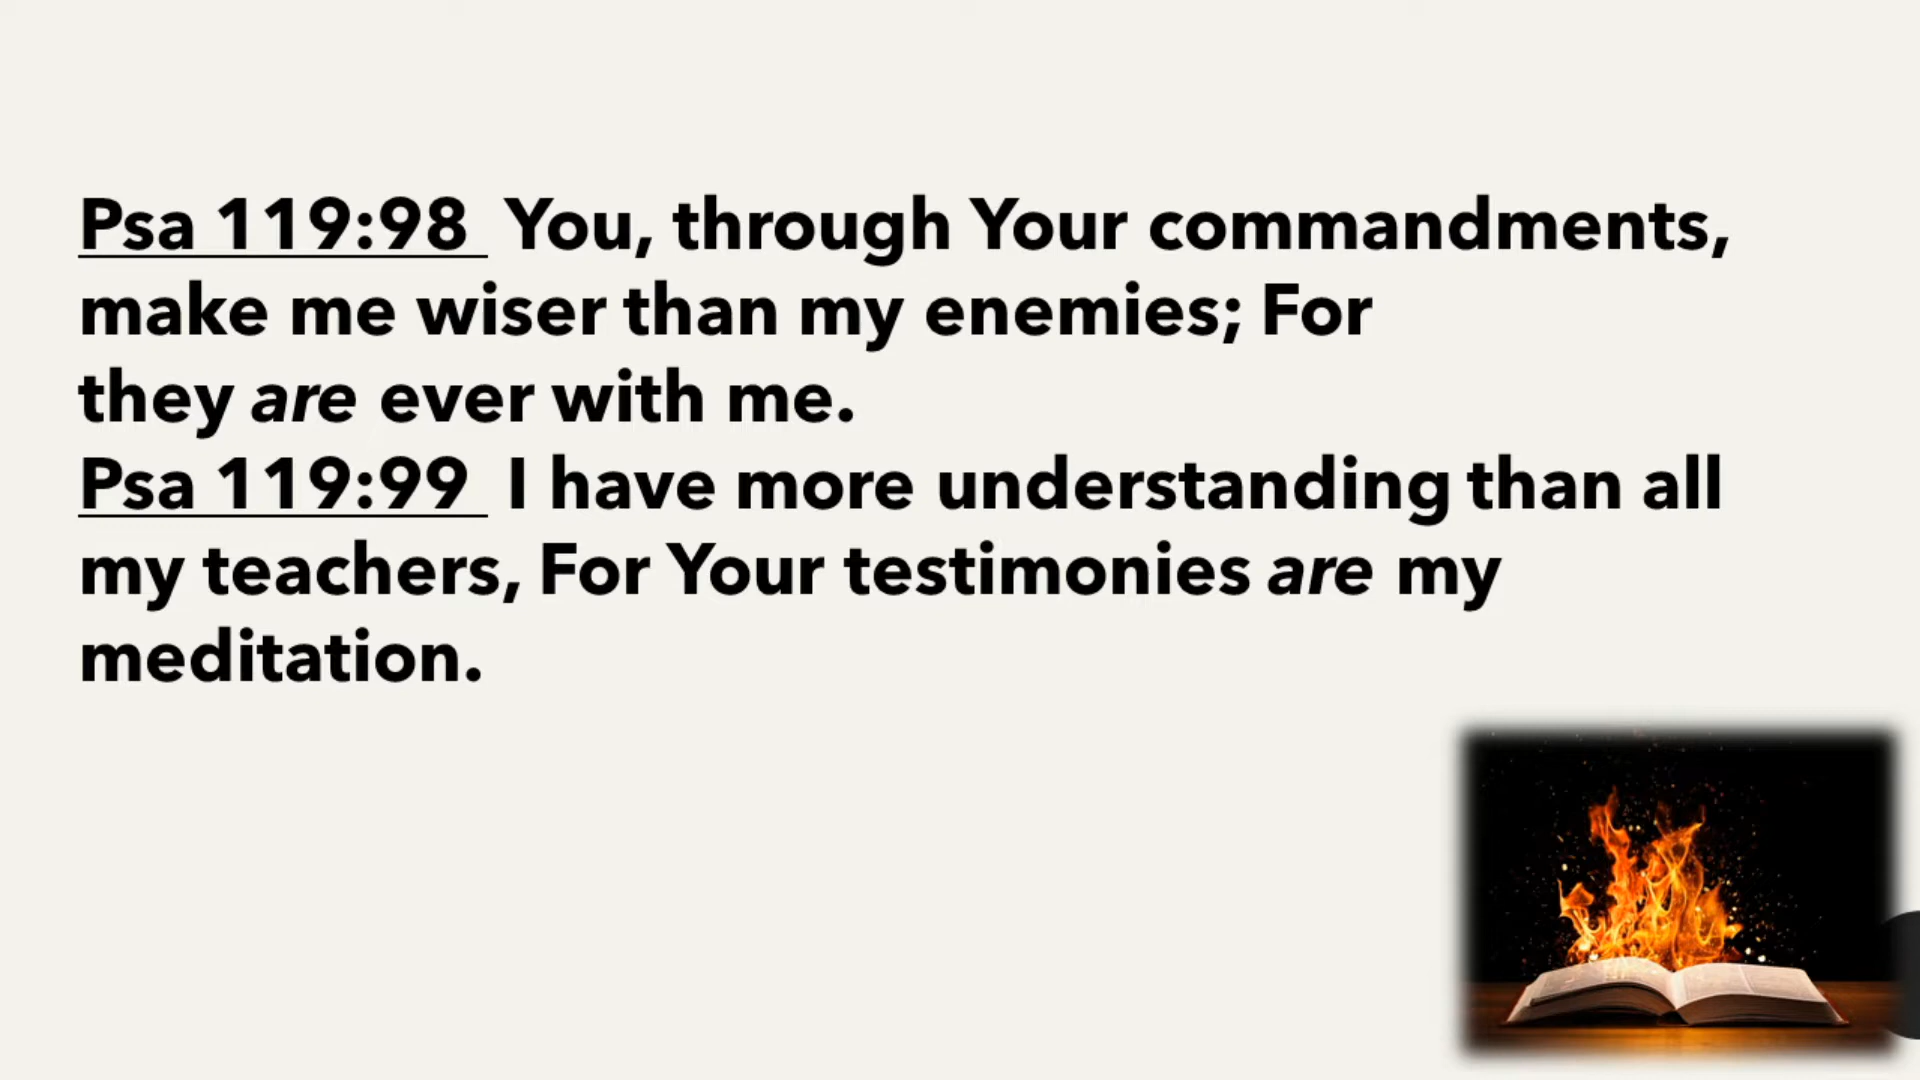 Psa 119:98  You, through Your commandments,
make me wiser than my enemies; For
they are ever with me.
Psa 119:99  I have more understanding than all
my teachers, For Your testimonies are my
meditation.